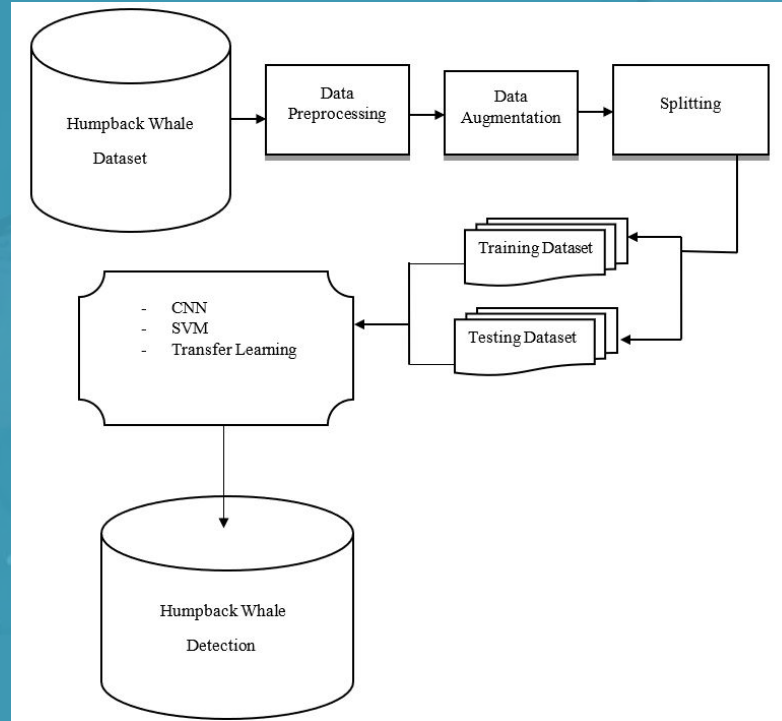 Humpback Whale
Dataset
Data
Preprocessing
Data
Augmentation
Splitting
Training Dataset
Testing Dataset
- CNN
- SVM
- Transfer Learning
Humpback Whale
Detection